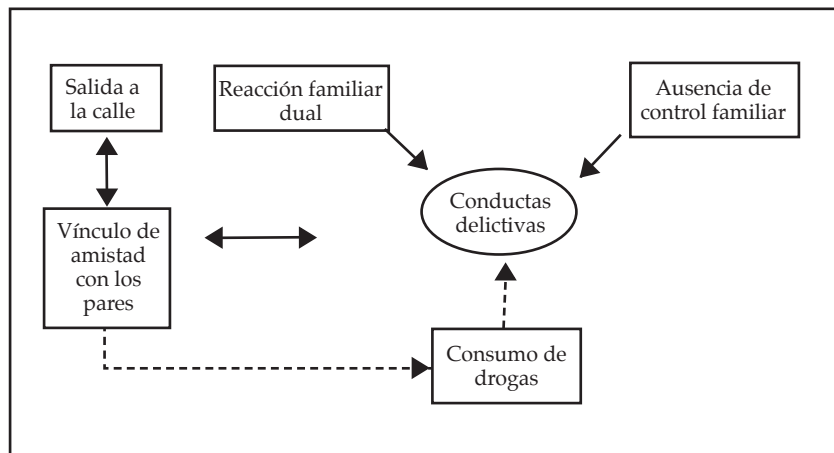 Salida a
la calle
Reacción familiar
dual
Ausencia de
control familiar
Conductas
delictivas
Vínculo de
amistad
con los
pares
Consumo de
drogas